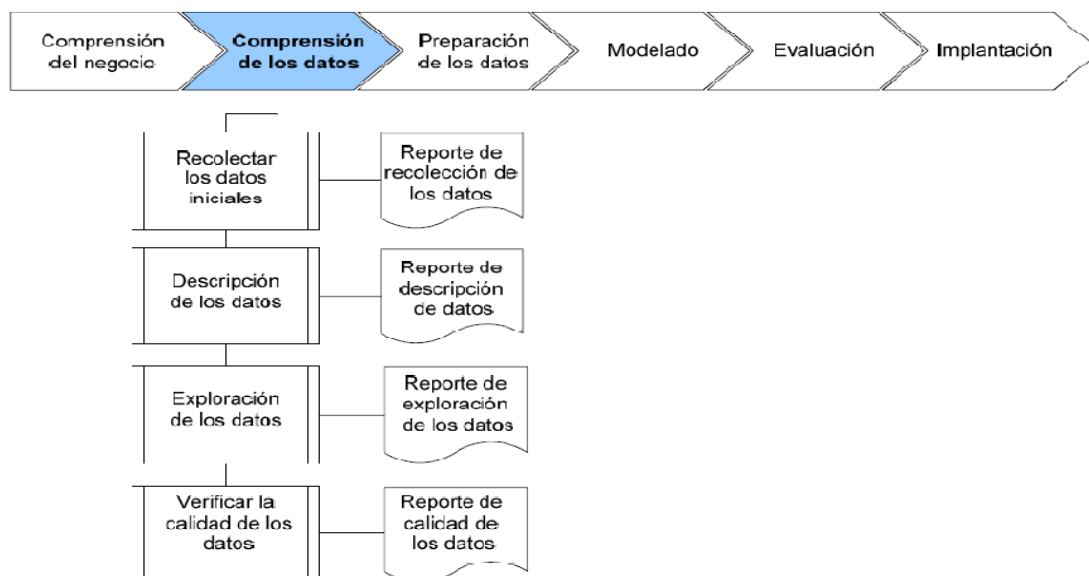 Comprensión
del negocio
Comprensión
de los datos
Preparación
de los datos
Modelado
Evaluación
Implantación
Recolectar
los datos
iniciales
Reporte de
recolección de
los datos
Descripción
de los datos
Reporte de
descripción
de datos
Exploración
de los datos
Reporte de
exploración
de los datos
Verificar la
calidad de los
datos
Reporte de
calidad de
los datos